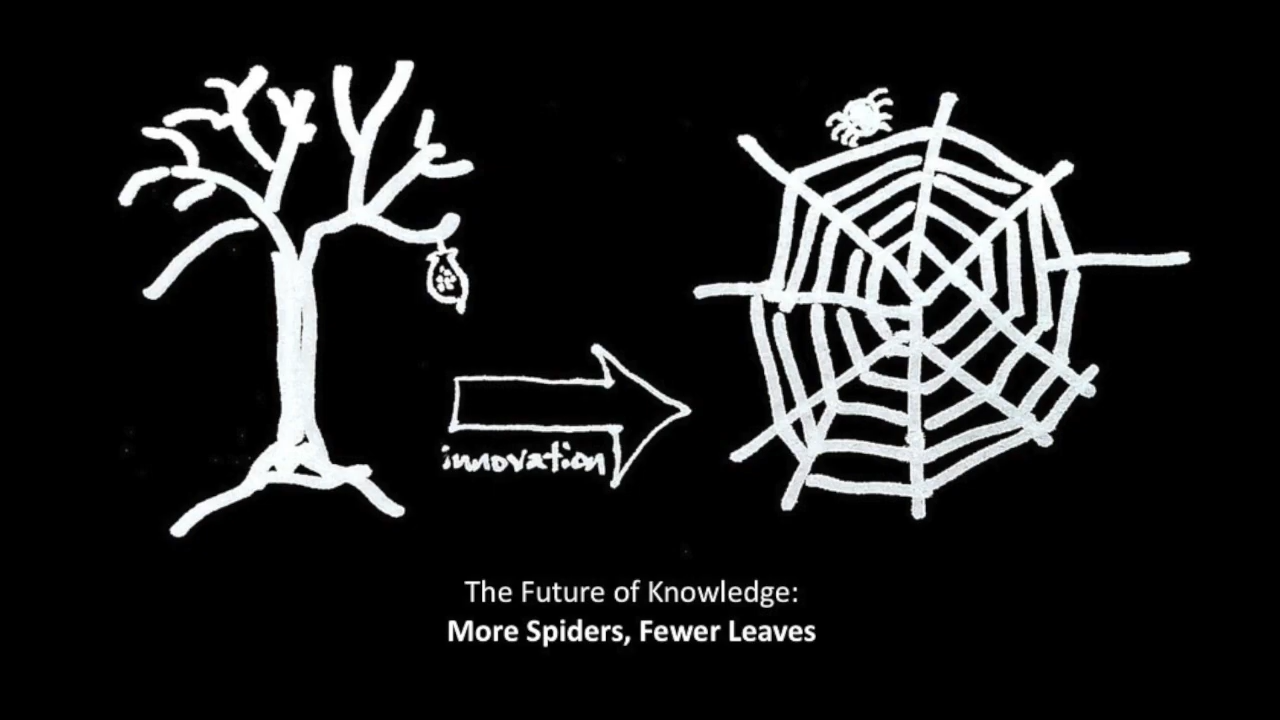 innovation
The Future of Knowledge:
More Spiders, Fewer Leaves